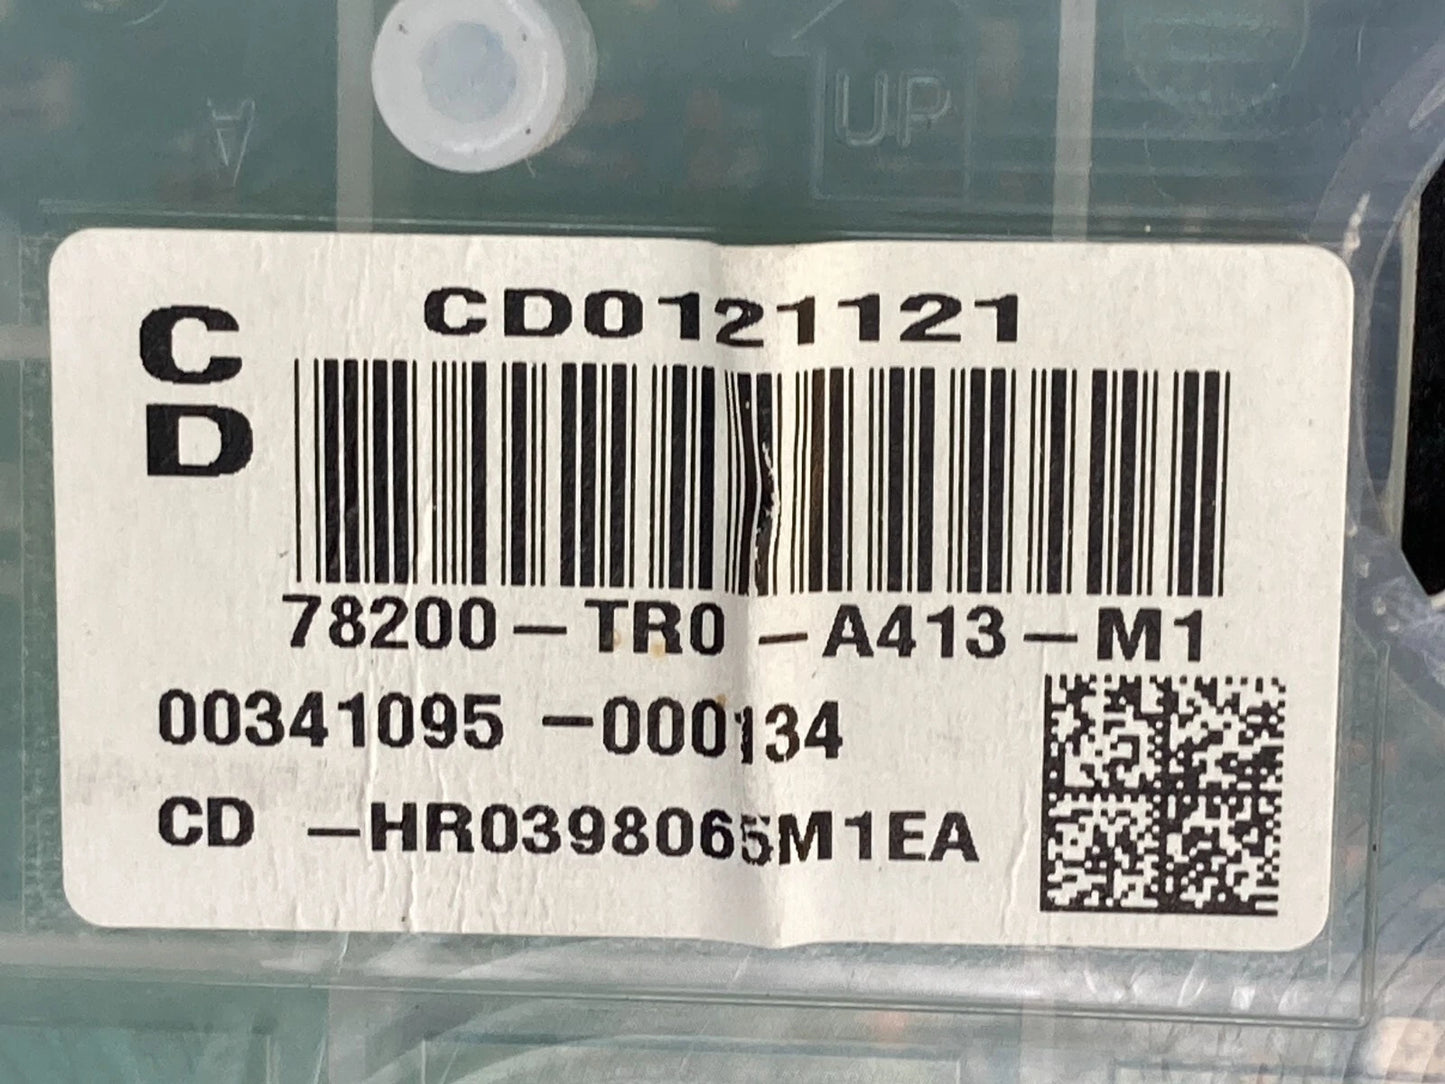 A
UP
C
D
CD0121121
78200-TR0-A413-M1
00341095-000134
CD -HR0398065M1EA